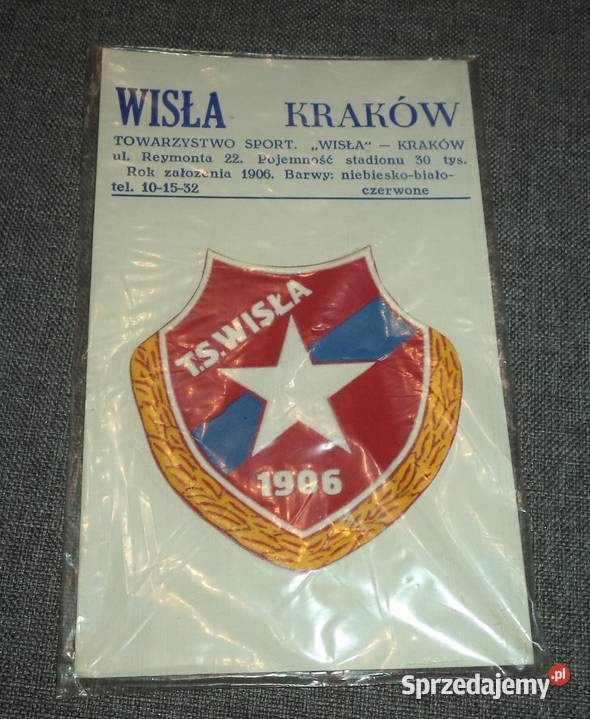 WISŁA KRAKÓW
TOWARZYSTWO SPORT. „WISŁA" — KRAKÓW
ul. Reymonta 22. Pojemność stadionu 30 tys.
Rok założenia 1906. Barwy: niebiesko-biało-
tel. 10-15-32 czerwone
T.S.WISŁA
1906
Sprzedajemy.pl